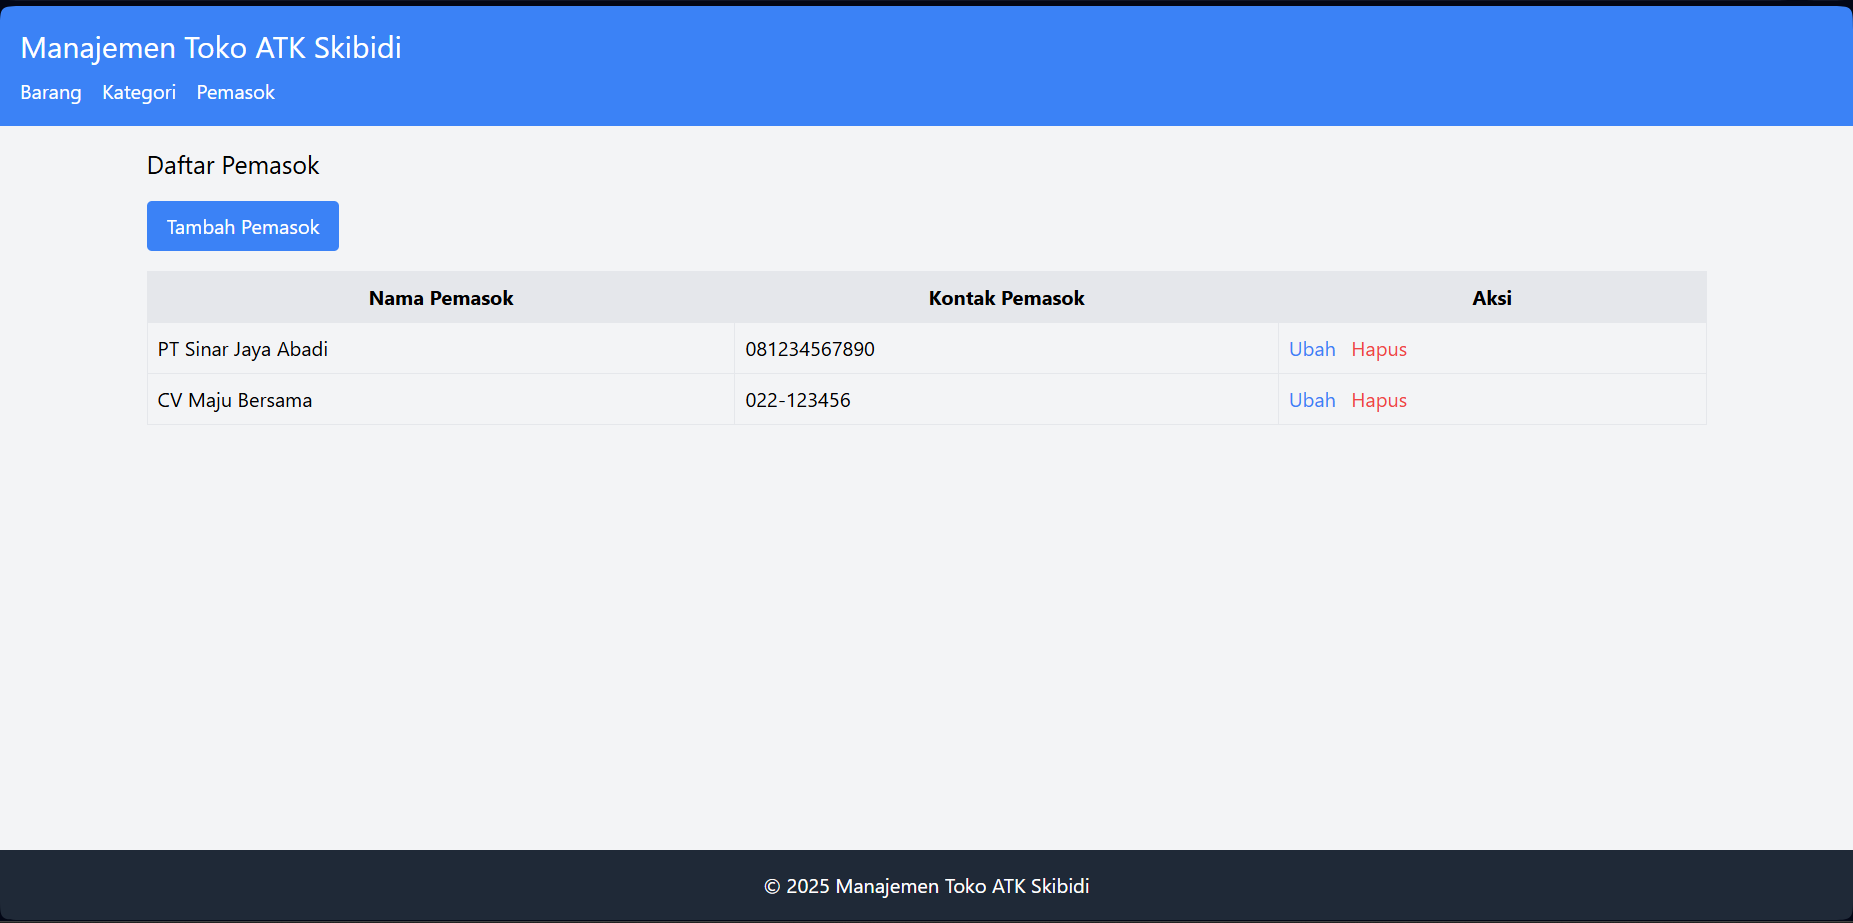 Manajemen Toko ATK Skibidi
Barang Kategori Pemasok
Daftar Pemasok
Tambah Pemasok
Nama Pemasok Kontak Pemasok Aksi
PT Sinar Jaya Abadi 081234567890 Ubah Hapus
CV Maju Bersama 022-123456 Ubah Hapus
© 2025 Manajemen Toko ATK Skibidi